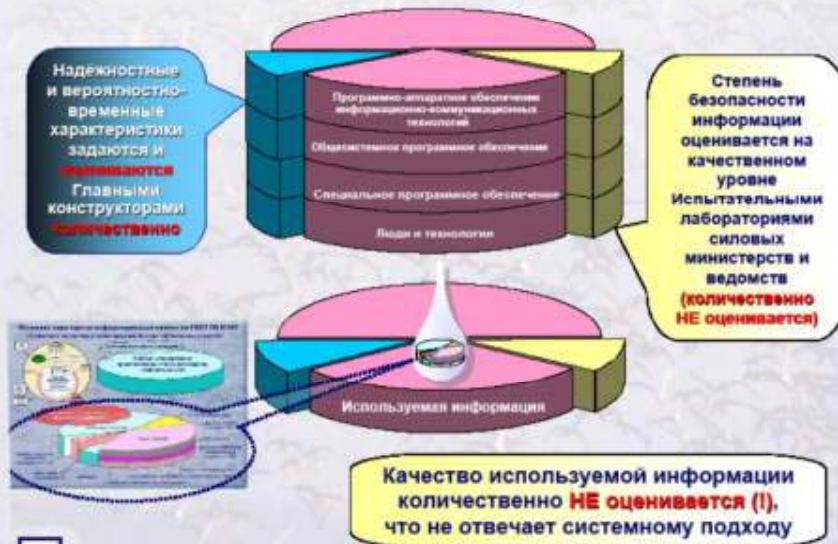 Надёжностные
и вероятностно-
временные
характеристики
задаются и
оцениваются
Главными
конструкторами
количественно
Программно-аппаратное обеспечение
информационно-коммуникационных
технологий
Общесистемное программное обеспечение
Специальное программное обеспечение
Люди и технологии
Степень
безопасности
информации
оценивается на
качественном
уровне
Испытательными
лабораториями
силовых
министерств и
ведомств
(количественно
НЕ оценивается)
Используемая информация
Качество используемой информации
количественно НЕ оценивается (!),
что не отвечает системному подходу